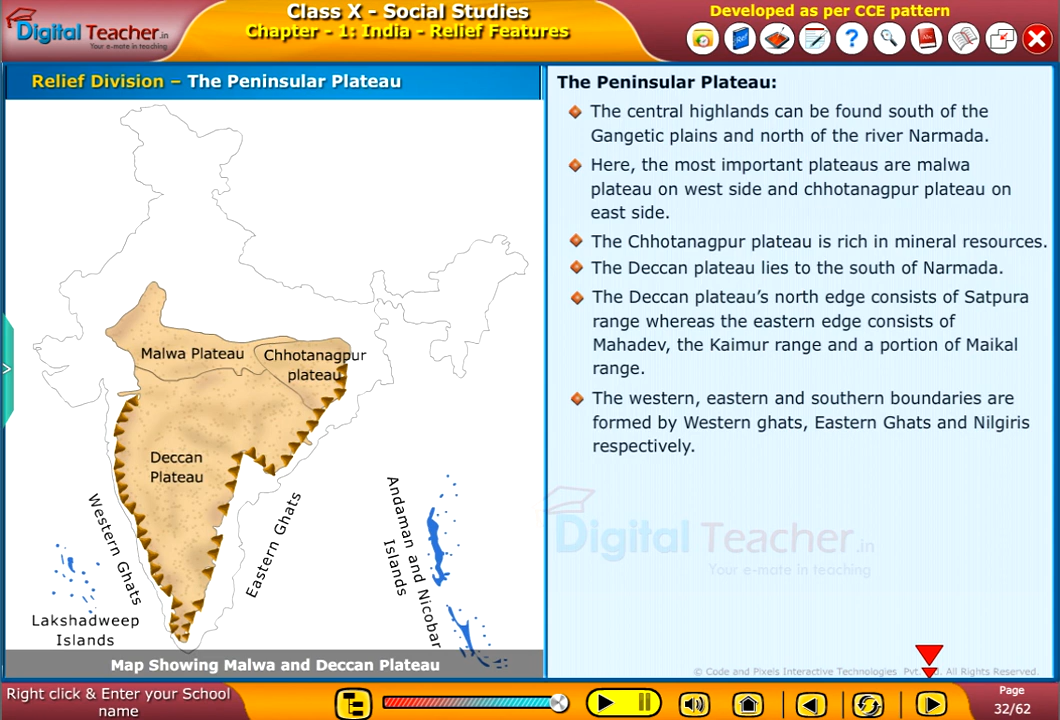 Digital Teacher.in
Your e-mate in teaching
Class X - Social Studies
Chapter - 1: India - Relief Features
Developed as per CCE pattern
Relief Division – The Peninsular Plateau
Malwa Plateau
Chhotanagpur
plateau
Deccan
Plateau
Western Ghats
Eastern Ghats
Andaman and Nicobar
Islands
Lakshadweep
Islands
Map Showing Malwa and Deccan Plateau
The Peninsular Plateau:
The central highlands can be found south of the
Gangetic plains and north of the river Narmada.
Here, the most important plateaus are malwa
plateau on west side and chhotanagpur plateau on
east side.
The Chhotanagpur plateau is rich in mineral resources.
The Deccan plateau lies to the south of Narmada.
The Deccan plateau’s north edge consists of Satpura
range whereas the eastern edge consists of
Mahadev, the Kaimur range and a portion of Maikal
range.
The western, eastern and southern boundaries are
formed by Western ghats, Eastern Ghats and Nilgiris
respectively.
Digital Teacher.in
Your e-mate in teaching
© Code and Pixels Interactive Technologies Pvt. All Rights Reserved.
Right click & Enter your School
name
Page
32/62